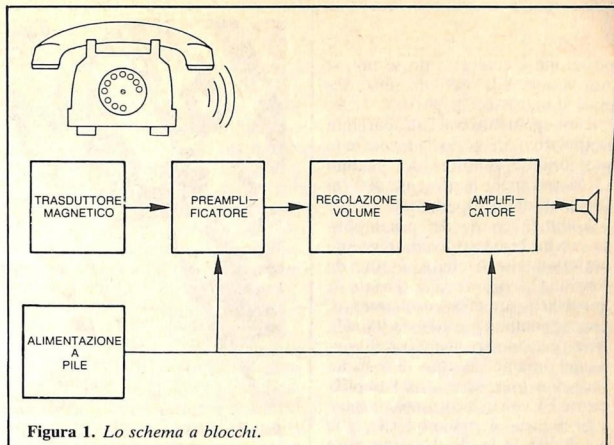 TRASDUTTORE
MAGNETICO
PREAMPLI—
FICATORE
REGOLAZIONE
VOLUME
AMPLIFI—
CATORE
ALIMENTAZIONE
A
PILE
Figura 1. Lo schema a blocchi.